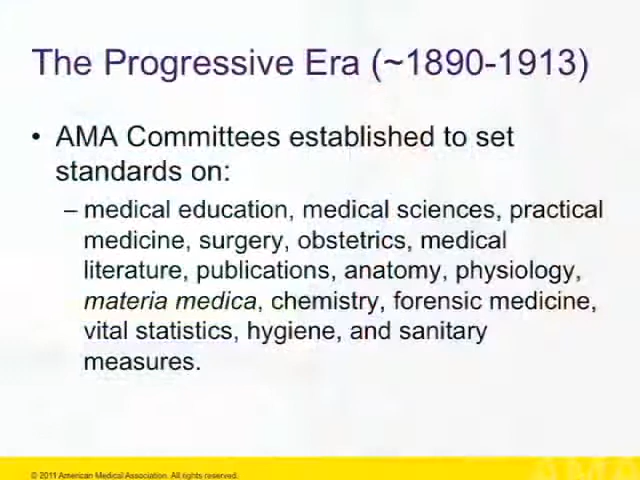 The Progressive Era (~1890-1913)
• AMA Committees established to set
standards on:
– medical education, medical sciences, practical
medicine, surgery, obstetrics, medical
literature, publications, anatomy, physiology,
materia medica, chemistry, forensic medicine,
vital statistics, hygiene, and sanitary
measures.
© 2011 American Medical Association. All rights reserved.
AMA